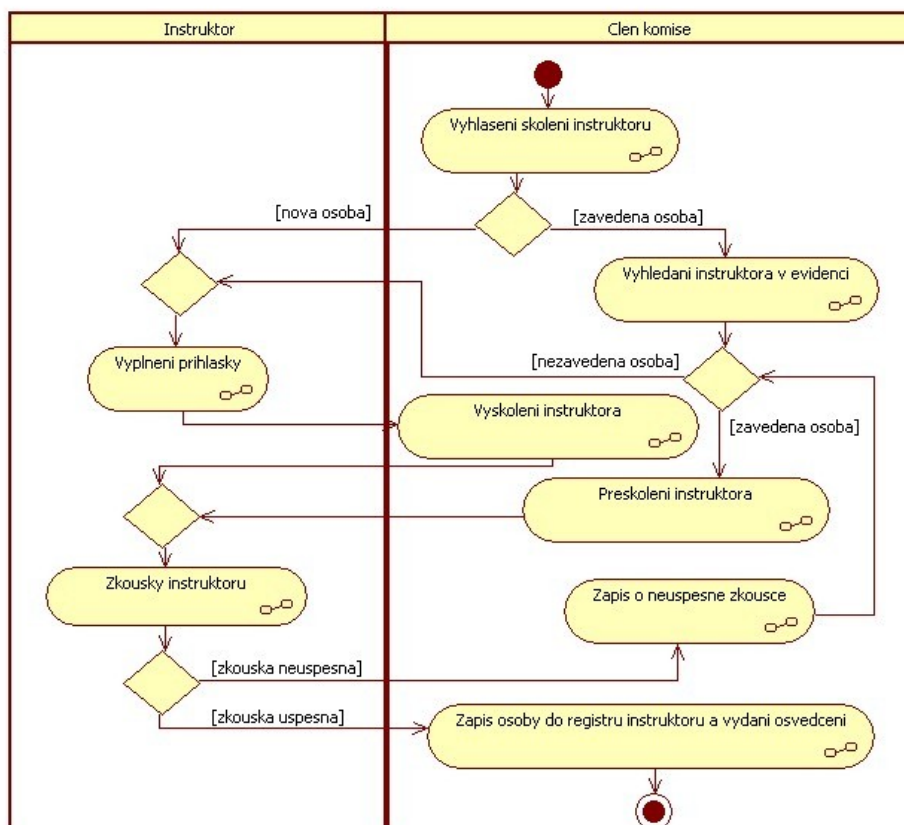 Instruktor
Clen komise
Vyhlaseni skoleni instruktoru
[nova osoba]
[zavedena osoba]
Vyhledani instruktora v evidenci
Vyplneni prihlasky
[nezavedena osoba]
Vyskoleni instruktora
[zavedena osoba]
Preskoleni instruktora
Zkousky instruktoru
Zapis o neuspesne zkousce
[zkouska neuspesna]
[zkouska uspesna]
Zapis osoby do registru instruktoru a vydani osvedceni